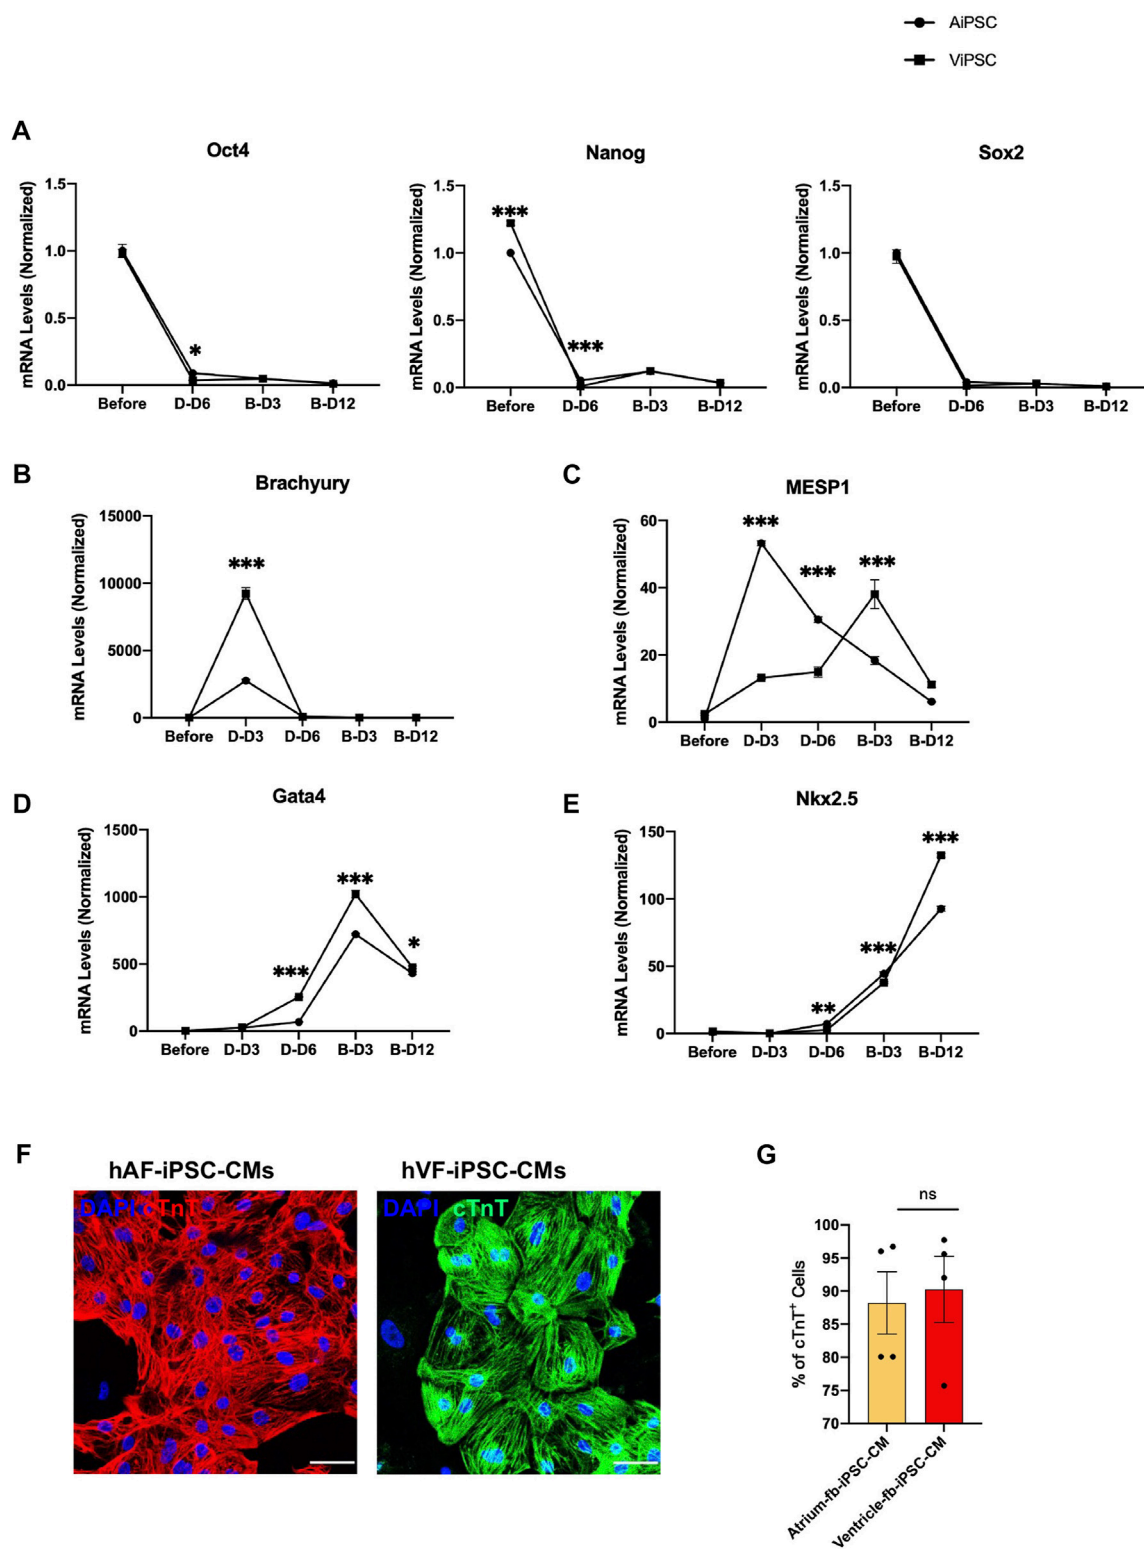 AiPSC
ViPSC
A
Oct4
Nanog
Sox2
mRNA Levels (Normalized)
1.5
1.0
0.5
0.0
Before D-D6 B-D3 B-D12
*
mRNA Levels (Normalized)
1.5
1.0
0.5
0.0
Before D-D6 B-D3 B-D12
***
***
mRNA Levels (Normalized)
1.5
1.0
0.5
0.0
Before D-D6 B-D3 B-D12
B
Brachyury
mRNA Levels (Normalized)
15000
10000
5000
0
***
Before D-D3 D-D6 B-D3 B-D12
C
MESP1
mRNA Levels (Normalized)
60
40
20
0
***
***
***
Before D-D3 D-D6 B-D3 B-D12
D
Gata4
mRNA Levels (Normalized)
1500
1000
500
0
***
***
*
Before D-D3 D-D6 B-D3 B-D12
E
Nkx2.5
mRNA Levels (Normalized)
150
100
50
0
**
***
***
Before D-D3 D-D6 B-D3 B-D12
F
hAF-iPSC-CMs
hVF-iPSC-CMs
DAPI cTnT
DAPI cTnT
G
ns
% of cTnT+ Cells
100
95
90
85
80
75
70
Atrium-fb-iPSC-CM
Ventricle-fb-iPSC-CM